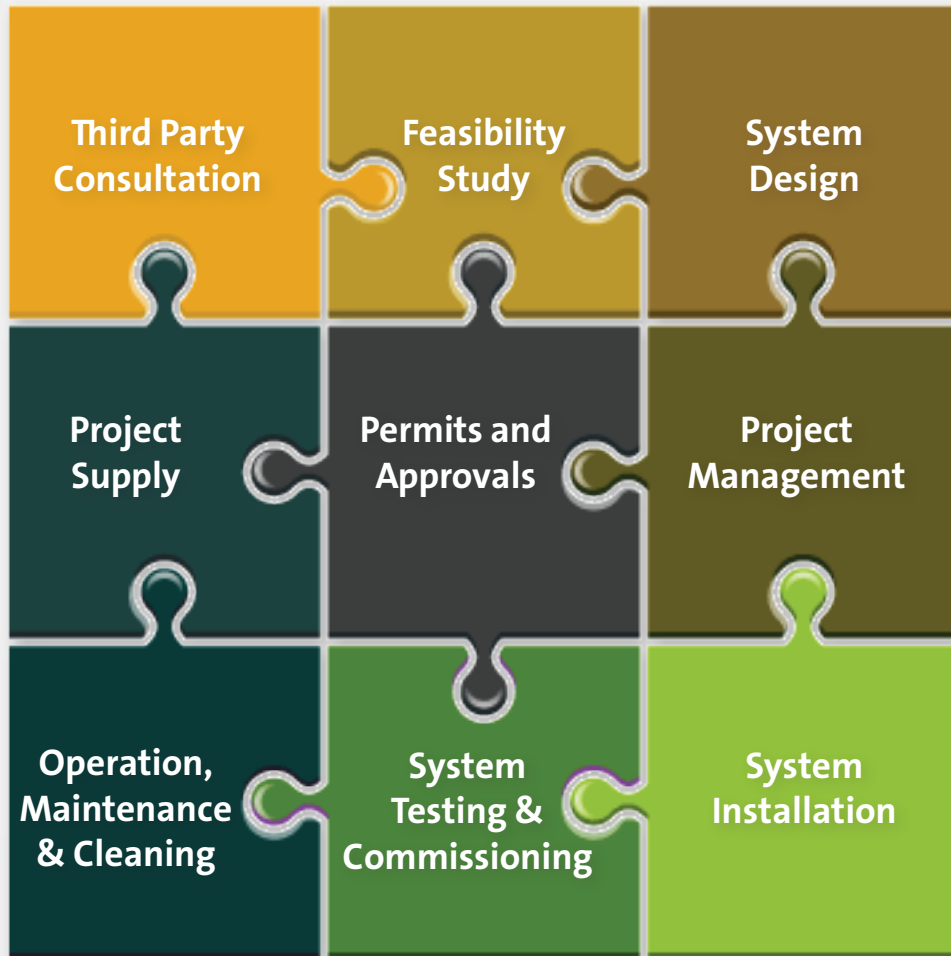 Third Party
Consultation
Feasibility
Study
System
Design
Project
Supply
Permits and
Approvals
Project
Management
Operation,
Maintenance
& Cleaning
System
Testing &
Commissioning
System
Installation